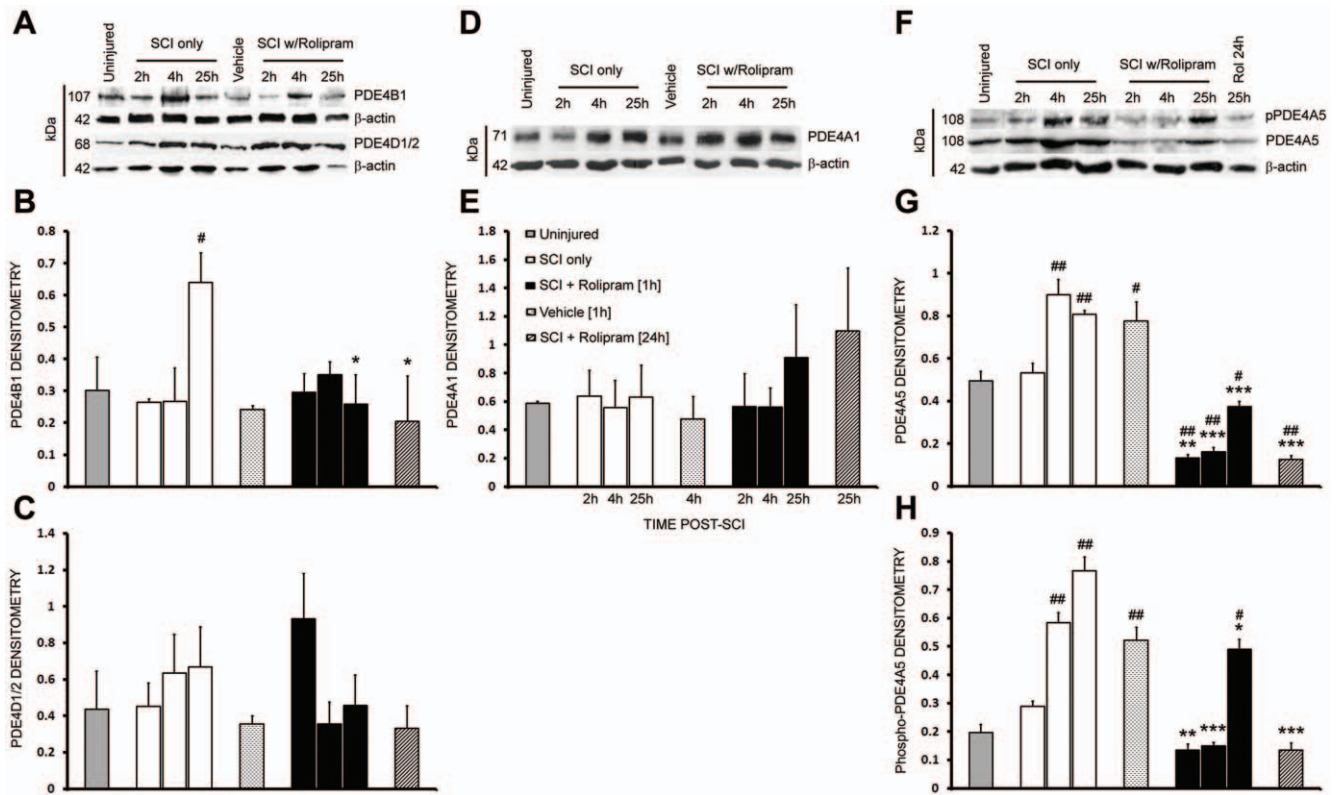 A
Uninjured
SCI only
Vehicle
SCI w/Rolipram
2h 4h 25h 2h 4h 25h
kDa
107 PDE4B1
42 β-actin
68 PDE4D1/2
42 β-actin
D
Uninjured
SCI only
Vehicle
SCI w/Rolipram
2h 4h 25h 2h 4h 25h
kDa
71 PDE4A1
42 β-actin
F
Uninjured
SCI only
SCI w/Rolipram
Rol 24h
2h 4h 25h 2h 4h 25h 25h
kDa
108 pPDE4A5
108 PDE4A5
42 β-actin
B
PDE4B1 DENSITOMETRY
0.8
0.7
0.6
0.5
0.4
0.3
0.2
0.1
0
#
*
*
E
PDE4A1 DENSITOMETRY
1.8
1.6
1.4
1.2
1
0.8
0.6
0.4
0.2
0
Uninjured
SCI only
SCI + Rolipram [1h]
Vehicle [1h]
SCI + Rolipram [24h]
2h 4h 25h 4h 2h 4h 25h 25h
TIME POST-SCI
G
PDE4A5 DENSITOMETRY
1.2
1
0.8
0.6
0.4
0.2
0
##
##
#
##
**
##
***
#
***
##
***
C
PDE4D1/2 DENSITOMETRY
1.4
1.2
1
0.8
0.6
0.4
0.2
0
H
Phospho-PDE4A5 DENSITOMETRY
0.9
0.8
0.7
0.6
0.5
0.4
0.3
0.2
0.1
0
##
##
##
**
***
#
*
***